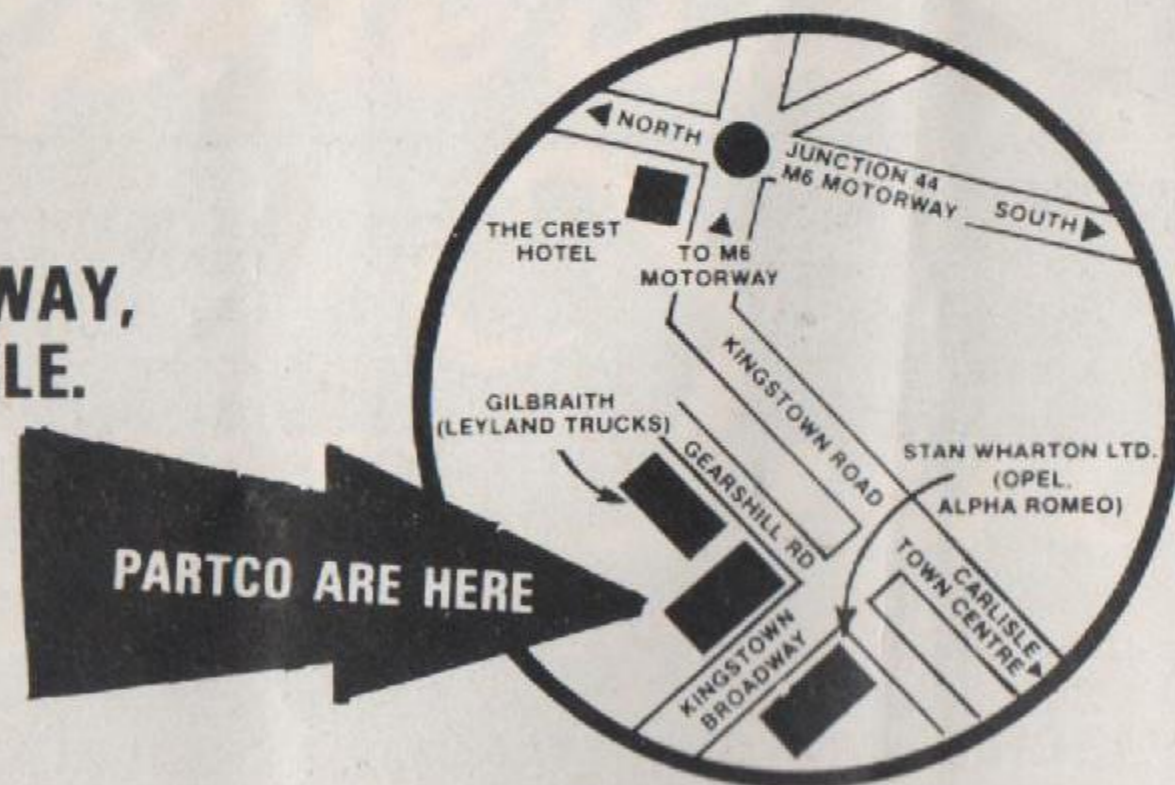 WAY,
LE.
PARTCO ARE HERE
NORTH
JUNCTION 44
M6 MOTORWAY
SOUTH
THE CREST
HOTEL
TO M6
MOTORWAY
KINGSTOWN ROAD
GILBRAITH
(LEYLAND TRUCKS)
GEARSHILL RD
STAN WHARTON LTD.
(OPEL,
ALPHA ROMEO)
KINGSTOWN
BROADWAY
CARLISLE
TOWN CENTRE